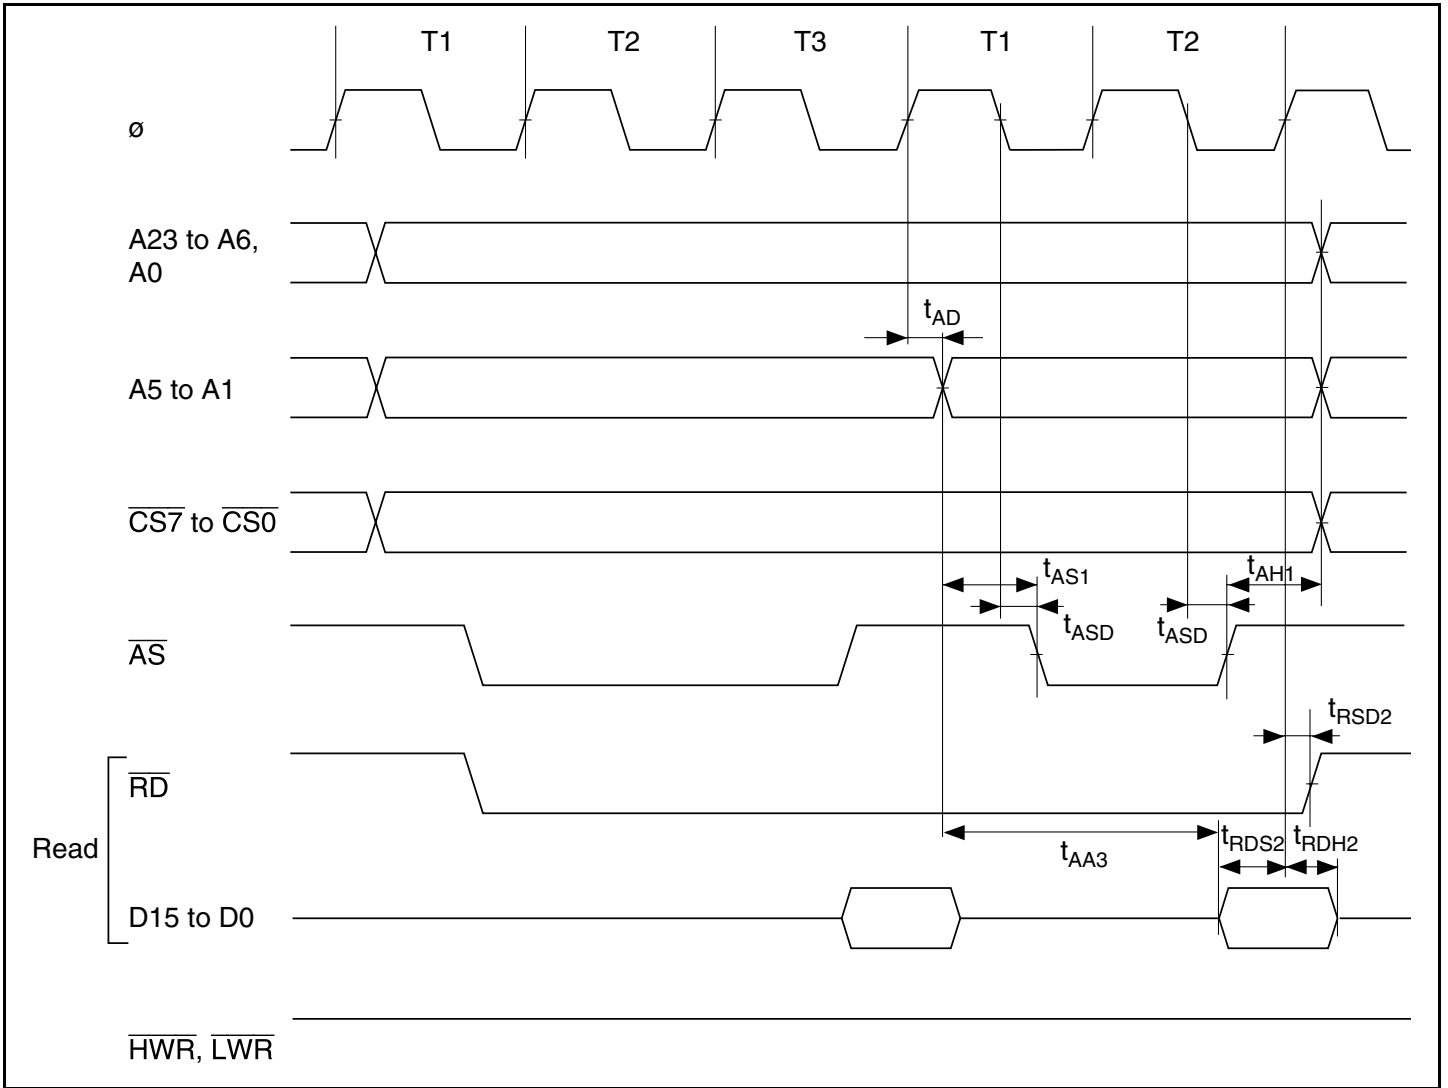 T1 T2 T3 T1 T2
ø
A23 to A6,
A0
tAD
A5 to A1
CS7 to CS0
tAS1 tAH1
tASD tASD
AS
tRSD2
RD
Read
tAA3 tRDS2 tRDH2
D15 to D0
HWR, LWR